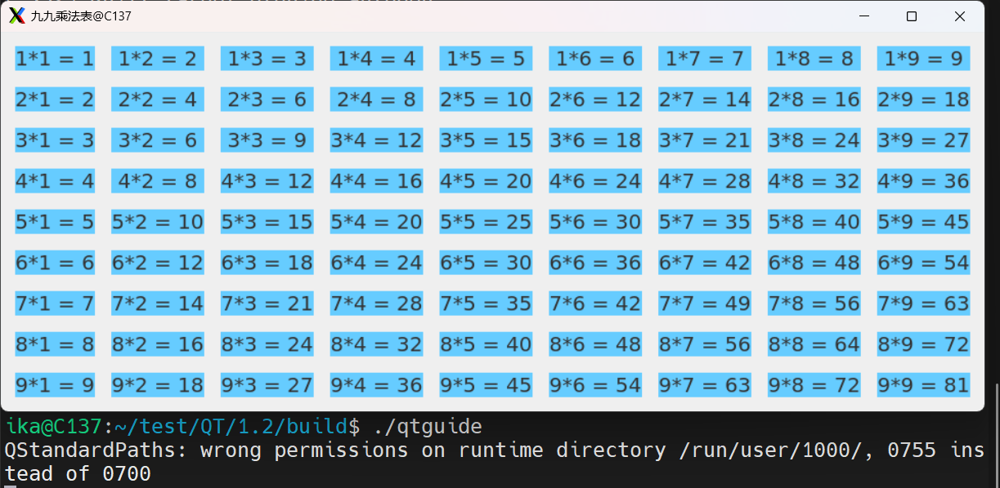 九九乘法表@C137
1*1 = 1 1*2 = 2 1*3 = 3 1*4 = 4 1*5 = 5 1*6 = 6 1*7 = 7 1*8 = 8 1*9 = 9
2*1 = 2 2*2 = 4 2*3 = 6 2*4 = 8 2*5 = 10 2*6 = 12 2*7 = 14 2*8 = 16 2*9 = 18
3*1 = 3 3*2 = 6 3*3 = 9 3*4 = 12 3*5 = 15 3*6 = 18 3*7 = 21 3*8 = 24 3*9 = 27
4*1 = 4 4*2 = 8 4*3 = 12 4*4 = 16 4*5 = 20 4*6 = 24 4*7 = 28 4*8 = 32 4*9 = 36
5*1 = 5 5*2 = 10 5*3 = 15 5*4 = 20 5*5 = 25 5*6 = 30 5*7 = 35 5*8 = 40 5*9 = 45
6*1 = 6 6*2 = 12 6*3 = 18 6*4 = 24 6*5 = 30 6*6 = 36 6*7 = 42 6*8 = 48 6*9 = 54
7*1 = 7 7*2 = 14 7*3 = 21 7*4 = 28 7*5 = 35 7*6 = 42 7*7 = 49 7*8 = 56 7*9 = 63
8*1 = 8 8*2 = 16 8*3 = 24 8*4 = 32 8*5 = 40 8*6 = 48 8*7 = 56 8*8 = 64 8*9 = 72
9*1 = 9 9*2 = 18 9*3 = 27 9*4 = 36 9*5 = 45 9*6 = 54 9*7 = 63 9*8 = 72 9*9 = 81
ika@C137:~/test/QT/1.2/build$ ./qtguide
QStandardPaths: wrong permissions on runtime directory /run/user/1000/, 0755 ins
tead of 0700